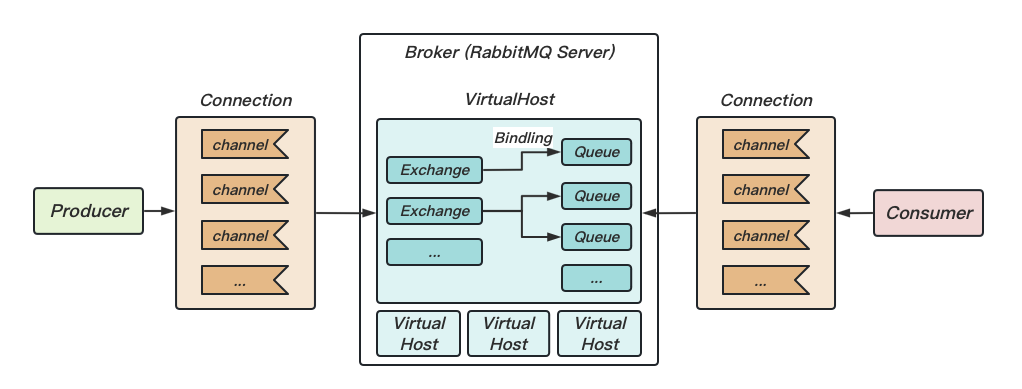 Broker (RabbitMQ Server)
VirtualHost
Connection
channel
channel
channel
...
Producer
Bindling
Exchange
Exchange
...
Queue
Queue
Queue
...
Virtual
Host
Virtual
Host
Virtual
Host
Connection
channel
channel
channel
...
Consumer